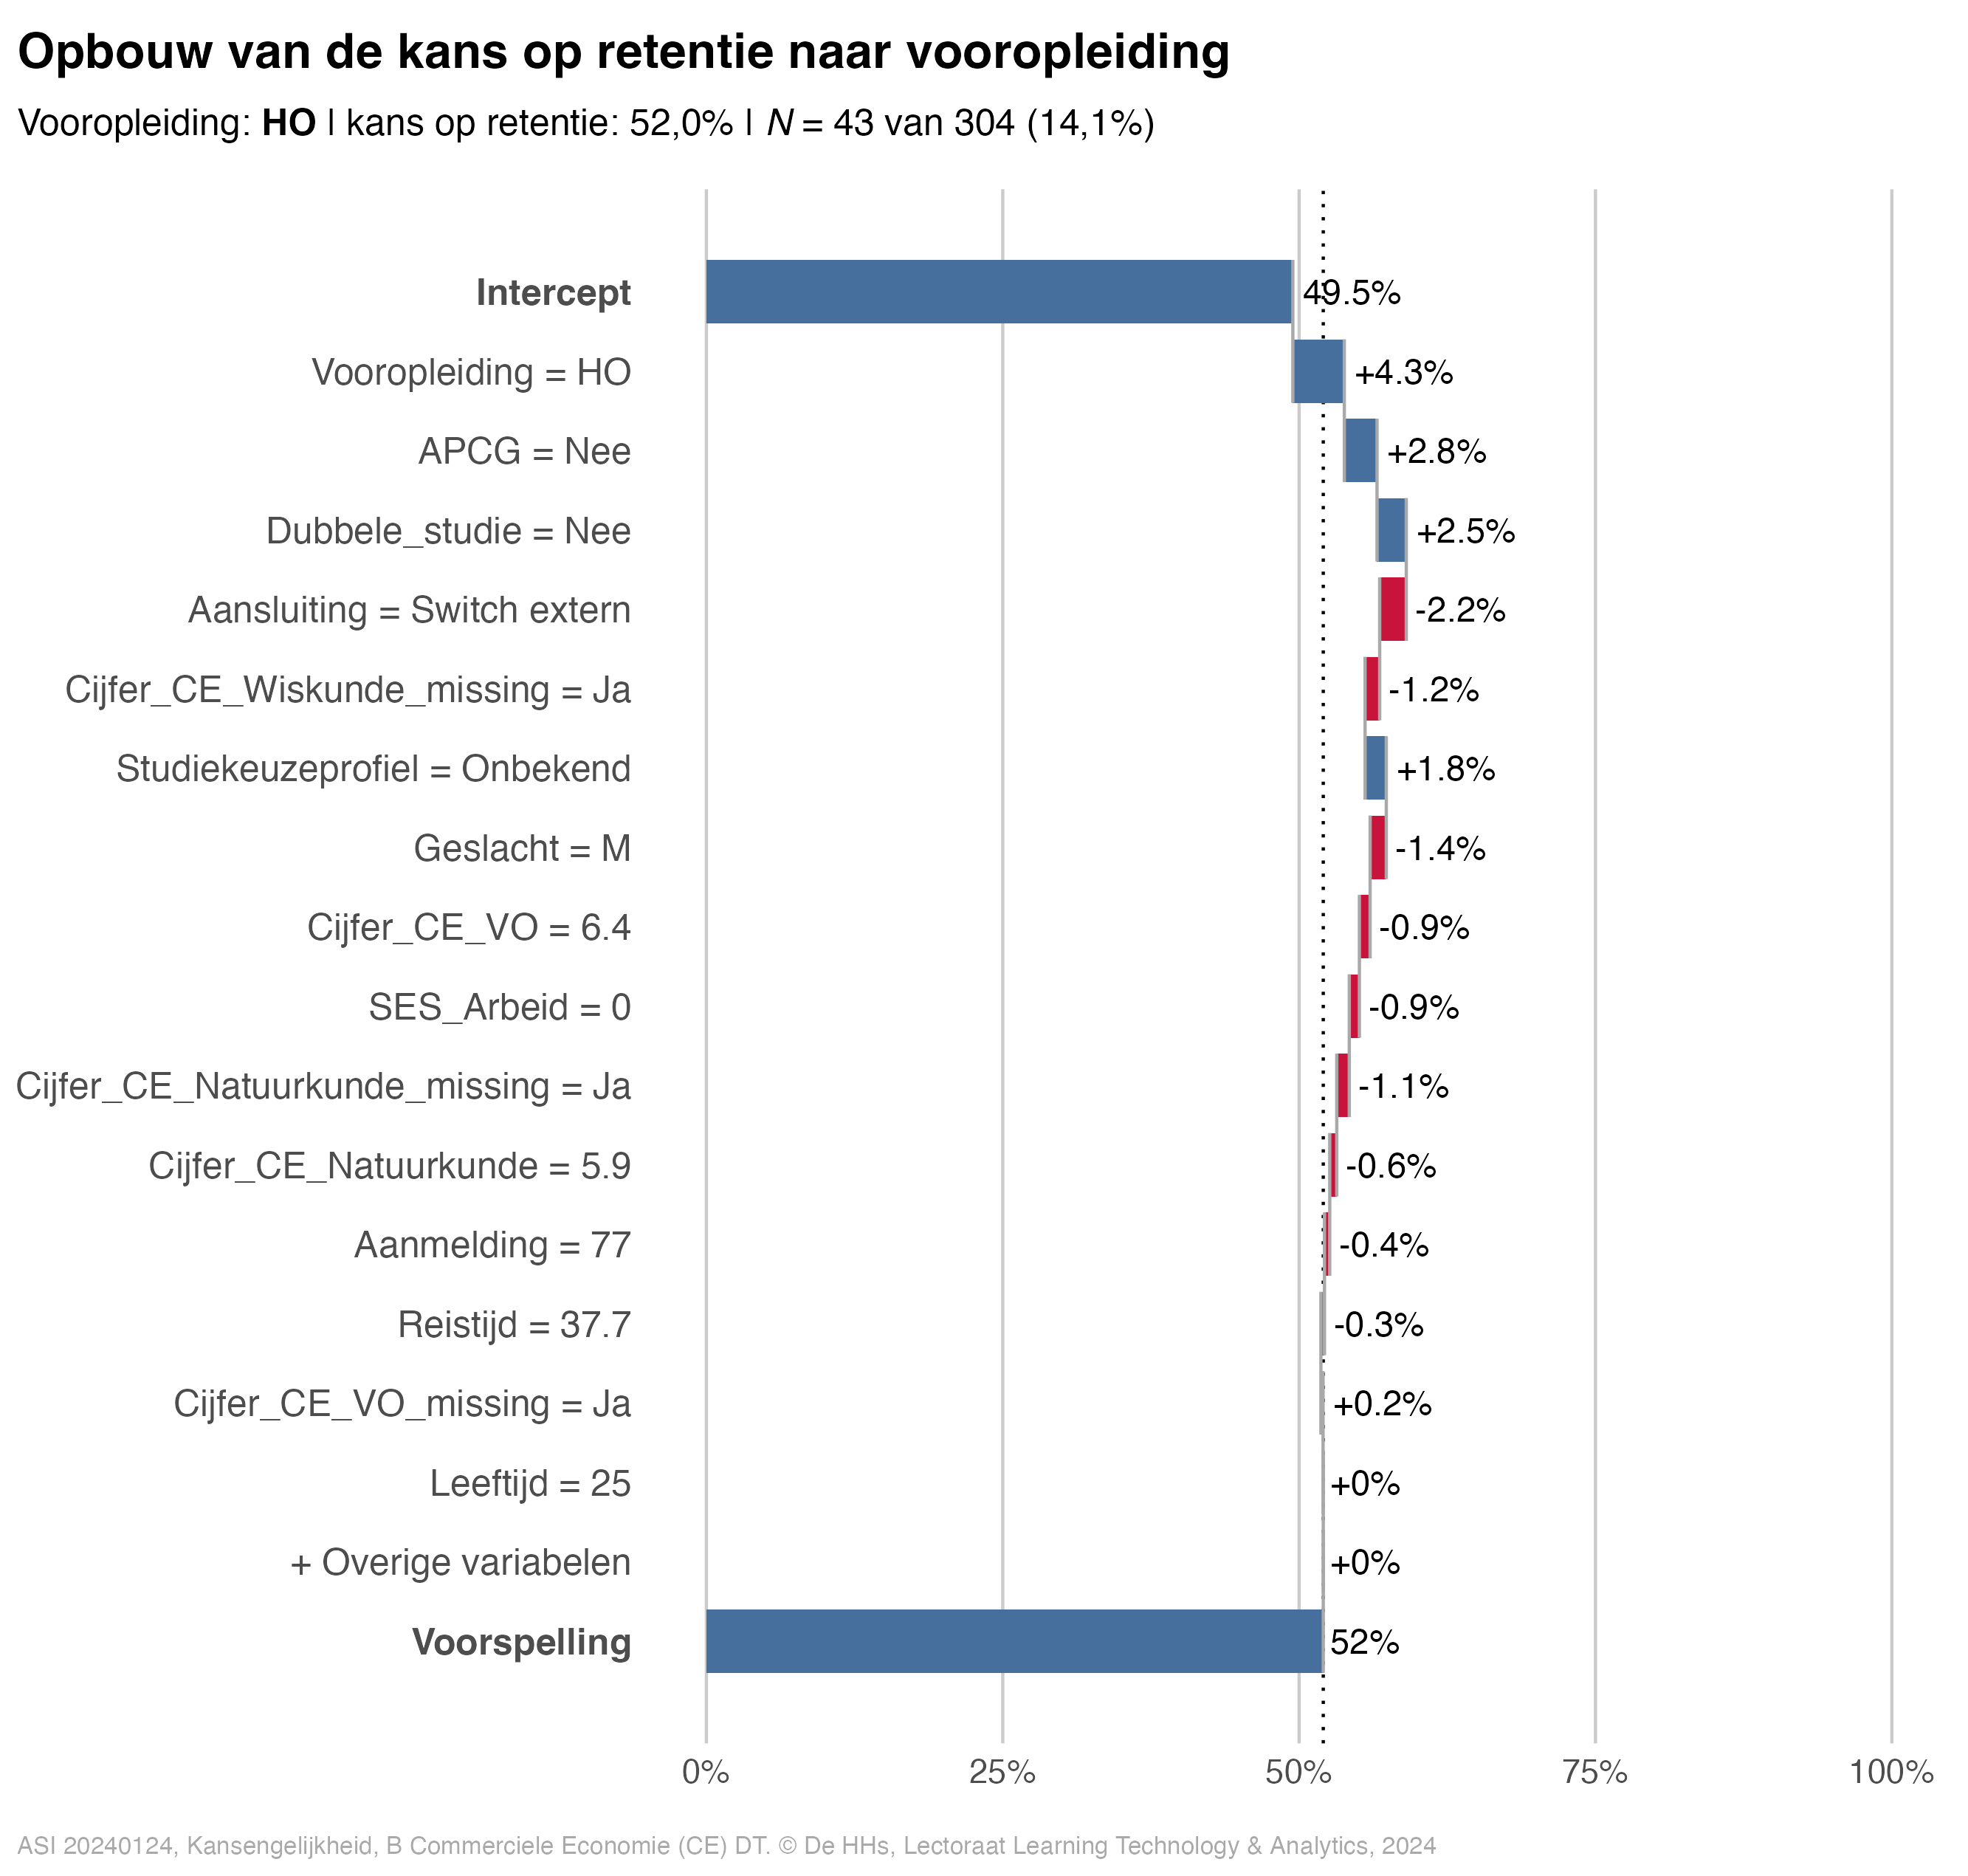 Opbouw van de kans op retentie naar vooropleiding
Vooropleiding: HO | kans op retentie: 52,0% | N = 43 van 304 (14,1%)
Intercept 49.5%
Vooropleiding = HO +4.3%
APCG = Nee +2.8%
Dubbele_studie = Nee +2.5%
Aansluiting = Switch extern -2.2%
Cijfer_CE_Wiskunde_missing = Ja -1.2%
Studiekeuzeprofiel = Onbekend +1.8%
Geslacht = M -1.4%
Cijfer_CE_VO = 6.4 -0.9%
SES_Arbeid = 0 -0.9%
Cijfer_CE_Natuurkunde_missing = Ja -1.1%
Cijfer_CE_Natuurkunde = 5.9 -0.6%
Aanmelding = 77 -0.4%
Reistijd = 37.7 -0.3%
Cijfer_CE_VO_missing = Ja +0.2%
Leeftijd = 25 +0%
+ Overige variabelen +0%
Voorspelling 52%
0% 25% 50% 75% 100%
ASI 20240124, Kansengelijkheid, B Commerciele Economie (CE) DT. © De HHs, Lectoraat Learning Technology & Analytics, 2024